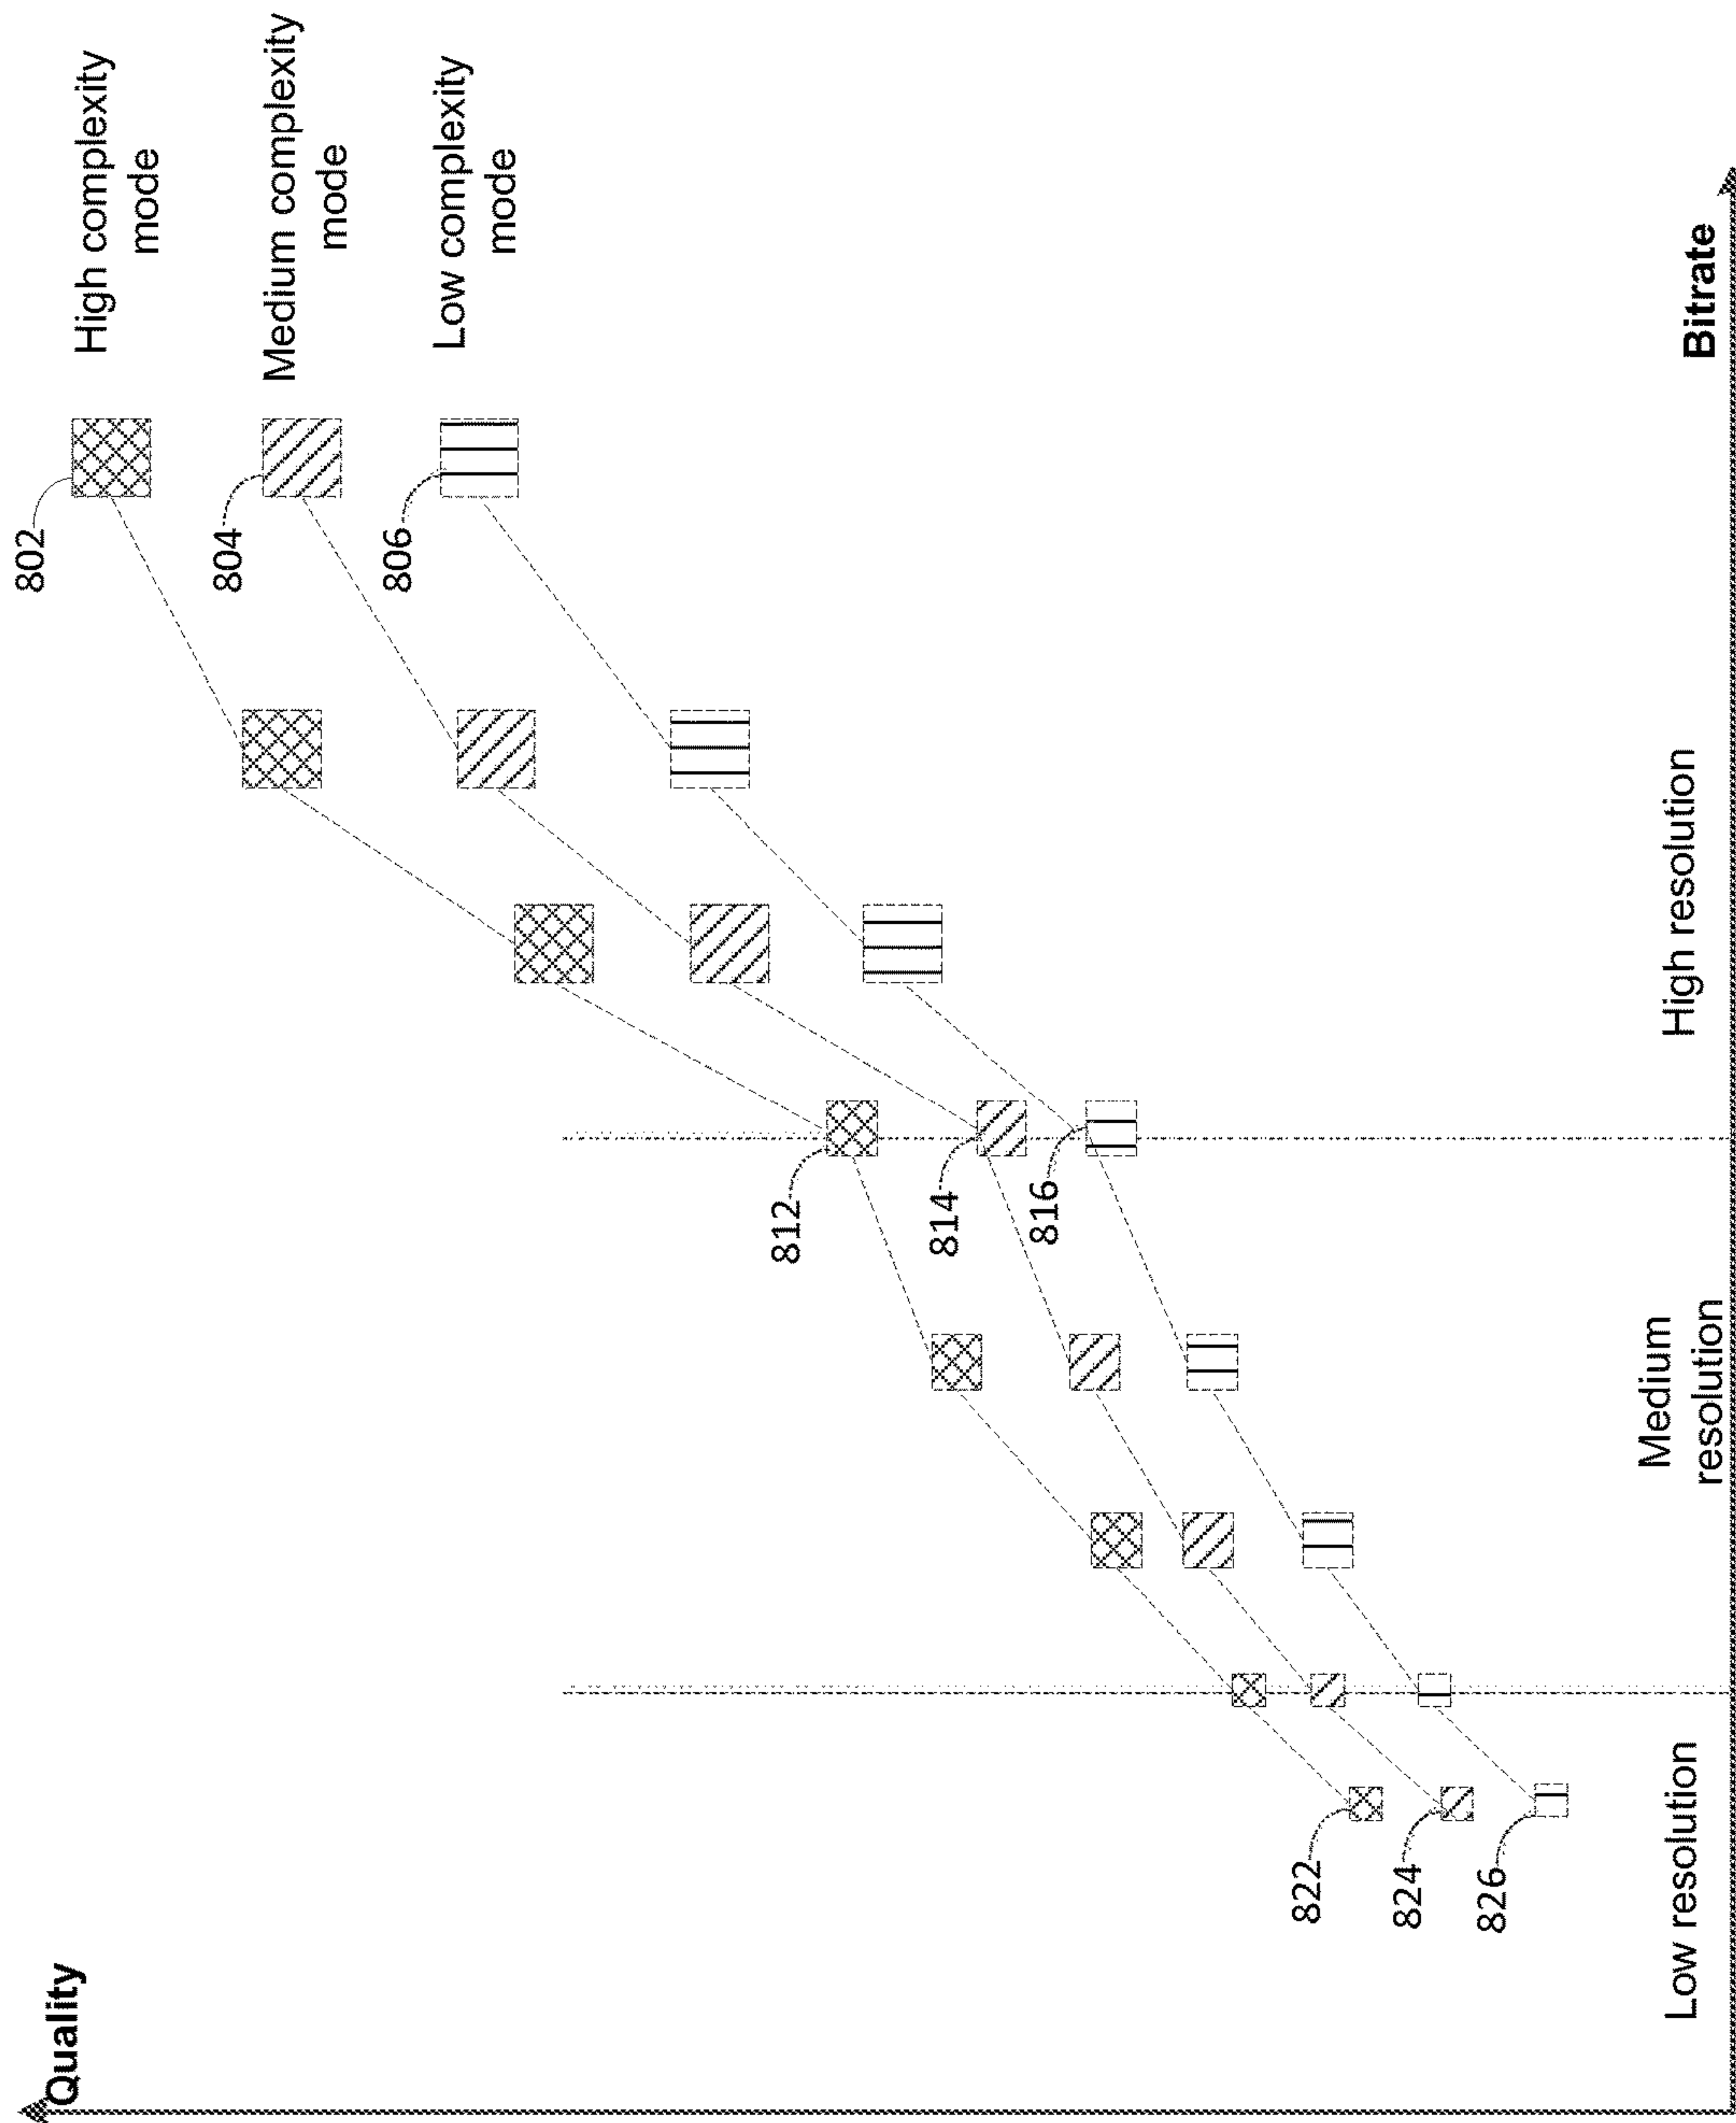 Quality
802
High complexity
mode
804
Medium complexity
mode
806
Low complexity
mode
812
814
816
822
824
826
Low resolution
Medium
resolution
High resolution
Bitrate